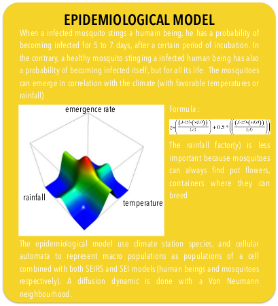 EPIDEMIOLOGICAL MODEL
When a infected mosquito stings a humain being, he has a probability of
becoming infected for 5 to 7 days, after a certain period of incubation. In
the contrary, a healthy mosquito stinging a infected human being has also
a probability of becoming infected itself, but for all its life. The mosquitoes
can emerge in correlation with the climate (with favorable temperatures or
rainfall)
emergence rate
rainfall
temperature
Formula :
The rainfall factor(y) is less
important because mosquitoes
can always find pot flowers,
containers where they can
breed
The epidemiological model use climate station species, and cellular
automata to represent macro populations as populations of a cell
combined with both SEIRS and SEI models (human beings and mosquitoes
respectively). A diffusion dynamic is done with a Von Neumann
neighbourhood.